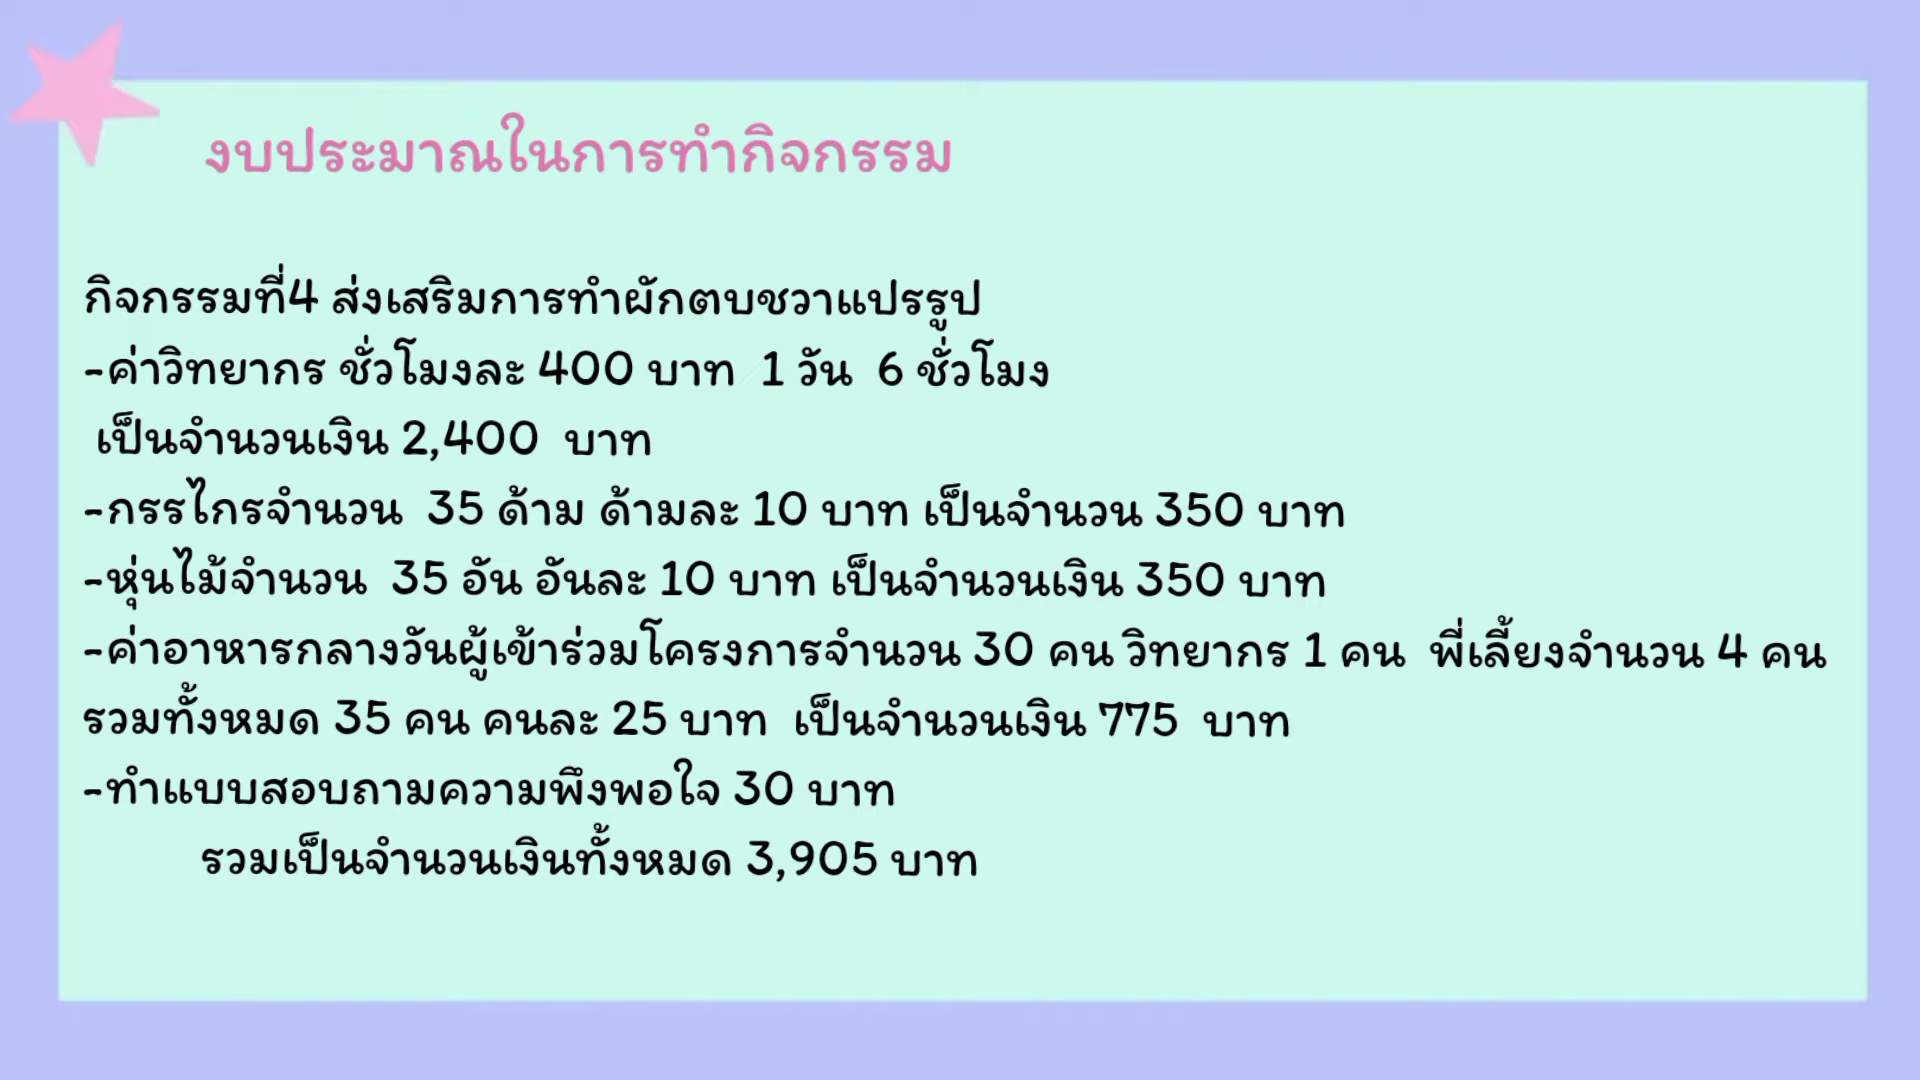 งบประมาณในการทำกิจกรรม
กิจกรรมที่4 ส่งเสริมการทำผักตบชวาแปรรูป
-ค่าวิทยากร ชั่วโมงละ 400 บาท 1 วัน 6 ชั่วโมง
เป็นจำนวนเงิน 2,400 บาท
-กรรไกรจำนวน 35 ด้าม ด้ามละ 10 บาท เป็นจำนวน 350 บาท
-หุ่นไม้จำนวน 35 อัน อันละ 10 บาท เป็นจำนวนเงิน 350 บาท
-ค่าอาหารกลางวันผู้เข้าร่วมโครงการจำนวน 30 คน วิทยากร 1 คน พี่เลี้ยงจำนวน 4 คน
รวมทั้งหมด 35 คน คนละ 25 บาท เป็นจำนวนเงิน 775 บาท
-ทำแบบสอบถามความพึงพอใจ 30 บาท
รวมเป็นจำนวนเงินทั้งหมด 3,905 บาท